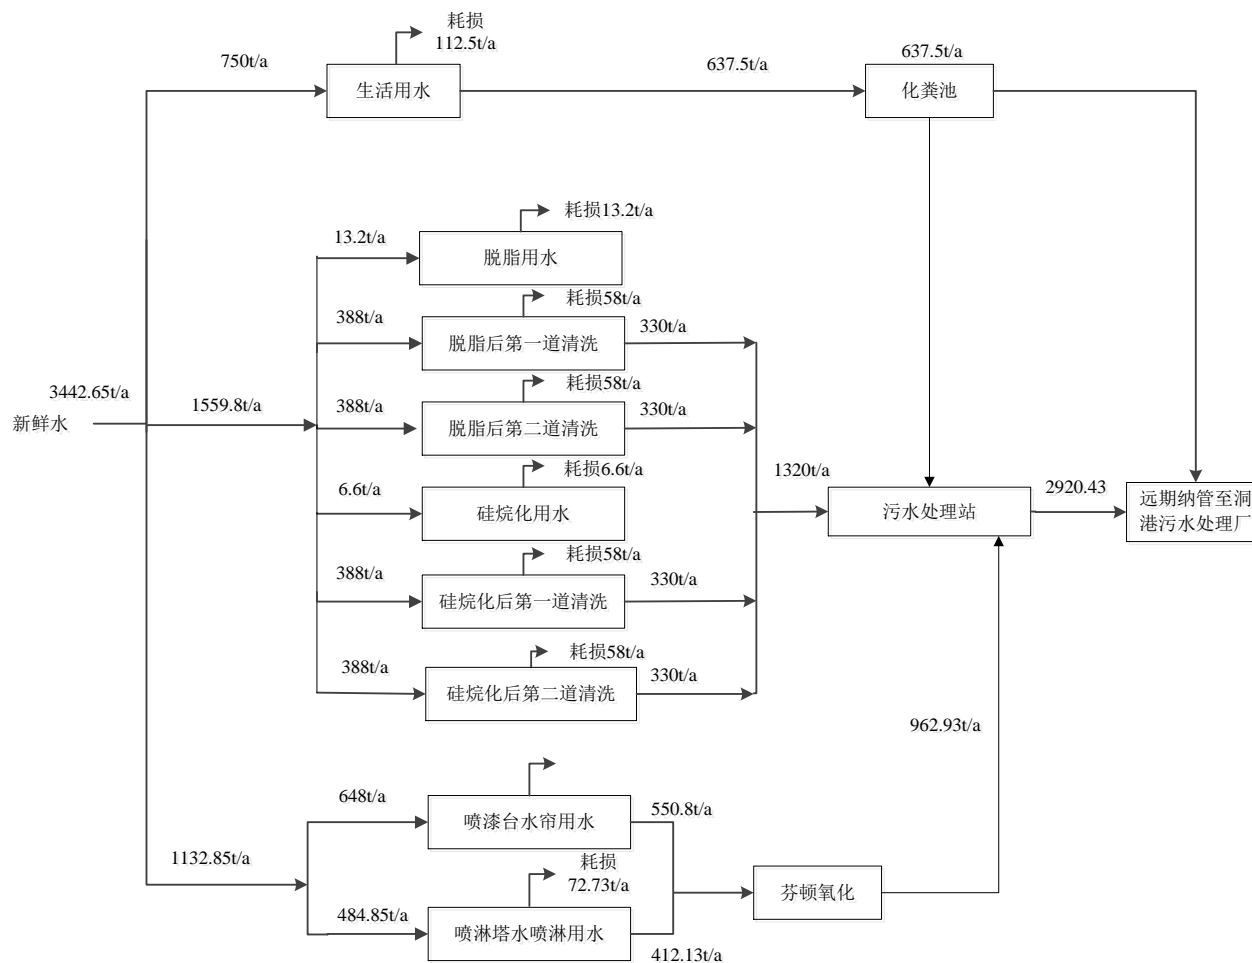 耗损
112.5t/a
750t/a
生活用水
637.5t/a
637.5t/a
化粪池
耗损13.2t/a
13.2t/a
脱脂用水
耗损58t/a
388t/a
脱脂后第一道清洗
330t/a
3442.65t/a
新鲜水
1559.8t/a
耗损58t/a
388t/a
脱脂后第二道清洗
330t/a
耗损6.6t/a
6.6t/a
硅烷化用水
1320t/a
污水处理站
2920.43
远期纳管至洞
港污水处理厂
耗损58t/a
388t/a
硅烷化后第一道清洗
330t/a
耗损58t/a
388t/a
硅烷化后第二道清洗
330t/a
962.93t/a
648t/a
喷漆台水帘用水
550.8t/a
1132.85t/a
耗损
72.73t/a
484.85t/a
喷淋塔水喷淋用水
412.13t/a
芬顿氧化